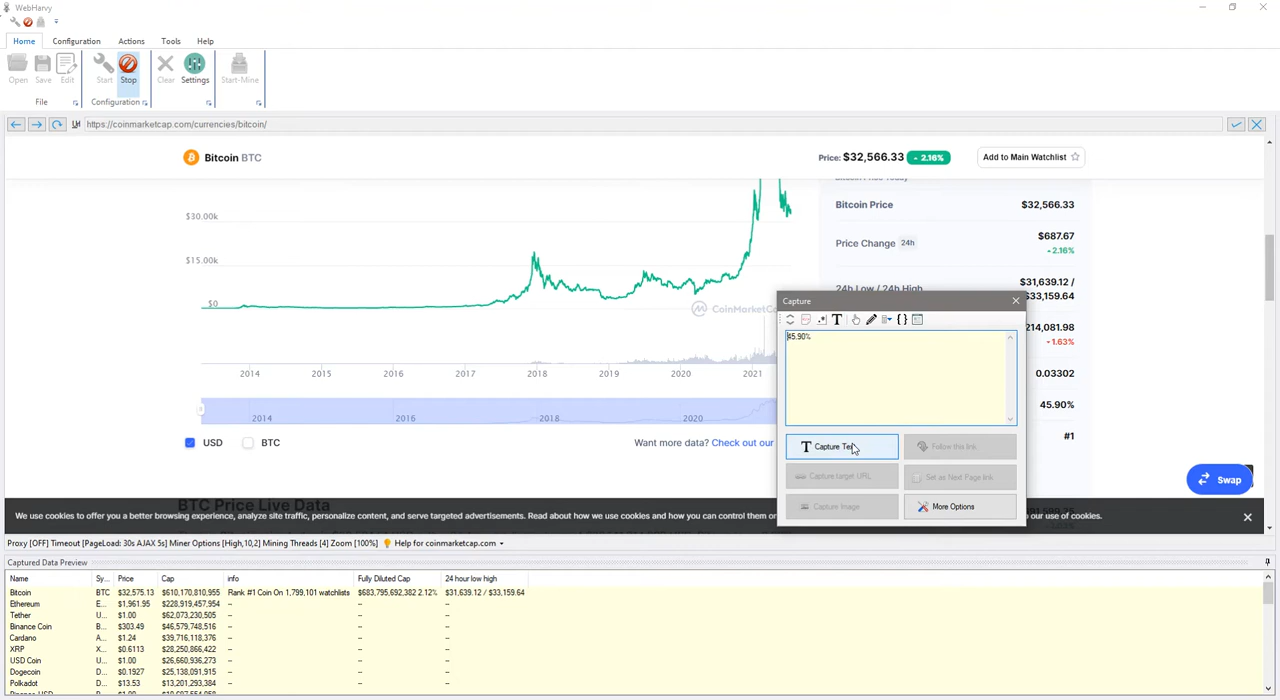 WebHarvy
Home Configuration Actions Tools Help
Open Save Edit Start Stop Clear Settings Start-Mine
File Configuration
Url https://coinmarketcap.com/currencies/bitcoin/
Bitcoin BTC Price: $32,566.33 2.16% Add to Main Watchlist
Bitcoin Price Today
$30.00k
$15.00k
$0
CoinMarketCa
2014 2015 2016 2017 2018 2019 2020 2021
2014 2016 2018 2020
USD BTC Want more data? Check out our
Bitcoin Price $32,566.33
Price Change 24h $687.67
2.16%
24h Low / 24h High $31,639.12 /
$33,159.64
214,081.98
1.63%
0.03302
45.90%
#1
Capture
T { }
45.90%
T Capture Text Follow this link
Capture target URL Set as Next Page link
Capture Image More Options
Swap
BTC Price Live Data
We use cookies to offer you a better browsing experience, analyze site traffic, personalize content, and serve targeted advertisements. Read about how we use cookies and how you can control them
our use of cookies.
Proxy [OFF] Timeout [PageLoad: 30s AJAX 5s] Miner Options [High,10,2] Mining Threads [4] Zoom [100%] Help for coinmarketcap.com
Captured Data Preview
Name Sy... Price Cap info Fully Diluted Cap 24 hour low high
Bitcoin BTC $32,575.13 $610,170,810,955 Rank #1 Coin On 1,799,101 watchlists $683,795,692,382 2.12% $31,639.12 / $33,159.64
Ethereum E... $1,961.95 $228,919,457,954 -- -- --
Tether U... $1.00 $62,073,230,505 -- -- --
Binance Coin B... $303.49 $46,579,748,516 -- -- --
Cardano A... $1.24 $39,716,118,376 -- -- --
XRP X... $0.6113 $28,250,866,422 -- -- --
USD Coin U... $1.00 $26,660,936,273 -- -- --
Dogecoin D... $0.1927 $25,138,091,915 -- -- --
Polkadot D... $13.53 $13,201,293,384 -- -- --